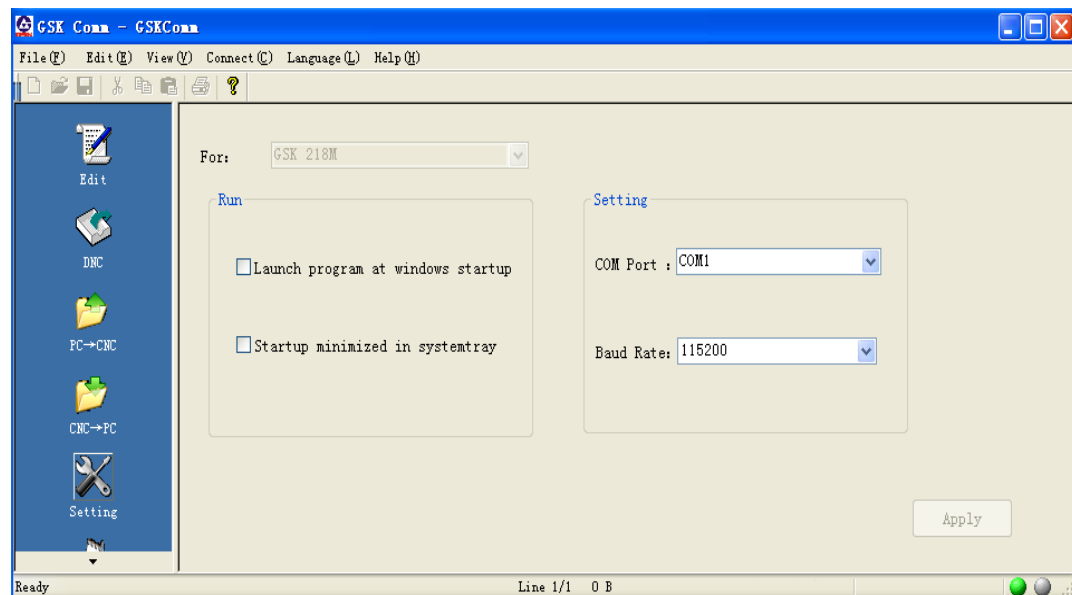 GSK Comm - GSKComm
File(F) Edit(E) View(V) Connect(C) Language(L) Help(H)
Edit
DNC
PC→CNC
CNC→PC
Setting
For: GSK 218M
Run
Launch program at windows startup
Startup minimized in systemtray
Setting
COM Port : COM1
Baud Rate: 115200
Apply
Ready Line 1/1 0 B